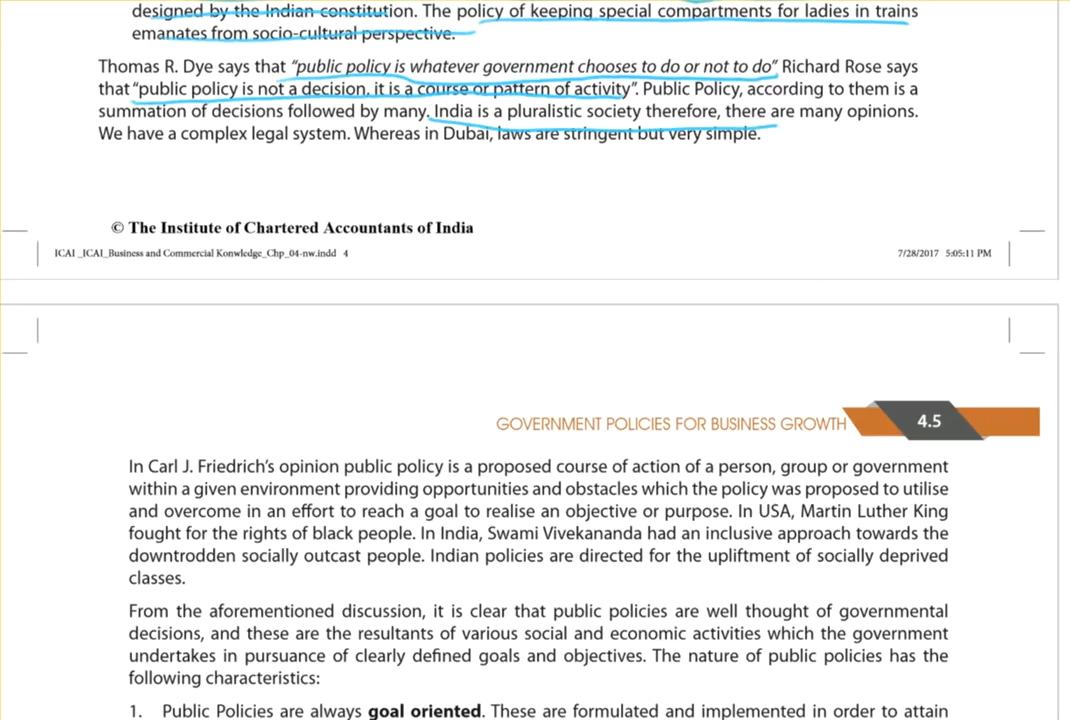 designed by the Indian constitution. The policy of keeping special compartments for ladies in trains
emanates from socio-cultural perspective.
Thomas R. Dye says that “public policy is whatever government chooses to do or not to do” Richard Rose says
that “public policy is not a decision, it is a course or pattern of activity”. Public Policy, according to them is a
summation of decisions followed by many. India is a pluralistic society therefore, there are many opinions.
We have a complex legal system. Whereas in Dubai, laws are stringent but very simple.
© The Institute of Chartered Accountants of India
ICAI _ICAI_Business and Commercial Konwledge_Chp_04-nw.indd 4
7/28/2017 5:05:11 PM
GOVERNMENT POLICIES FOR BUSINESS GROWTH
4.5
In Carl J. Friedrich’s opinion public policy is a proposed course of action of a person, group or government
within a given environment providing opportunities and obstacles which the policy was proposed to utilise
and overcome in an effort to reach a goal to realise an objective or purpose. In USA, Martin Luther King
fought for the rights of black people. In India, Swami Vivekananda had an inclusive approach towards the
downtrodden socially outcast people. Indian policies are directed for the upliftment of socially deprived
classes.
From the aforementioned discussion, it is clear that public policies are well thought of governmental
decisions, and these are the resultants of various social and economic activities which the government
undertakes in pursuance of clearly defined goals and objectives. The nature of public policies has the
following characteristics:
1. Public Policies are always goal oriented. These are formulated and implemented in order to attain